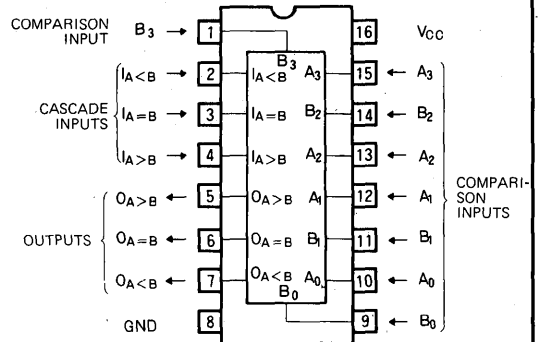 COMPARISON
INPUT
B3
1
16
VCC
B3
IA<B
2
IA<B
A3
15
A3
CASCADE
INPUTS
IA=B
3
IA=B
B2
14
B2
IA>B
4
IA>B
A2
13
A2
OA>B
5
OA>B
A1
12
A1
COMPARI-
SON
INPUTS
OUTPUTS
OA=B
6
OA=B
B1
11
B1
OA<B
7
OA<B
A0
10
A0
B0
GND
8
9
B0